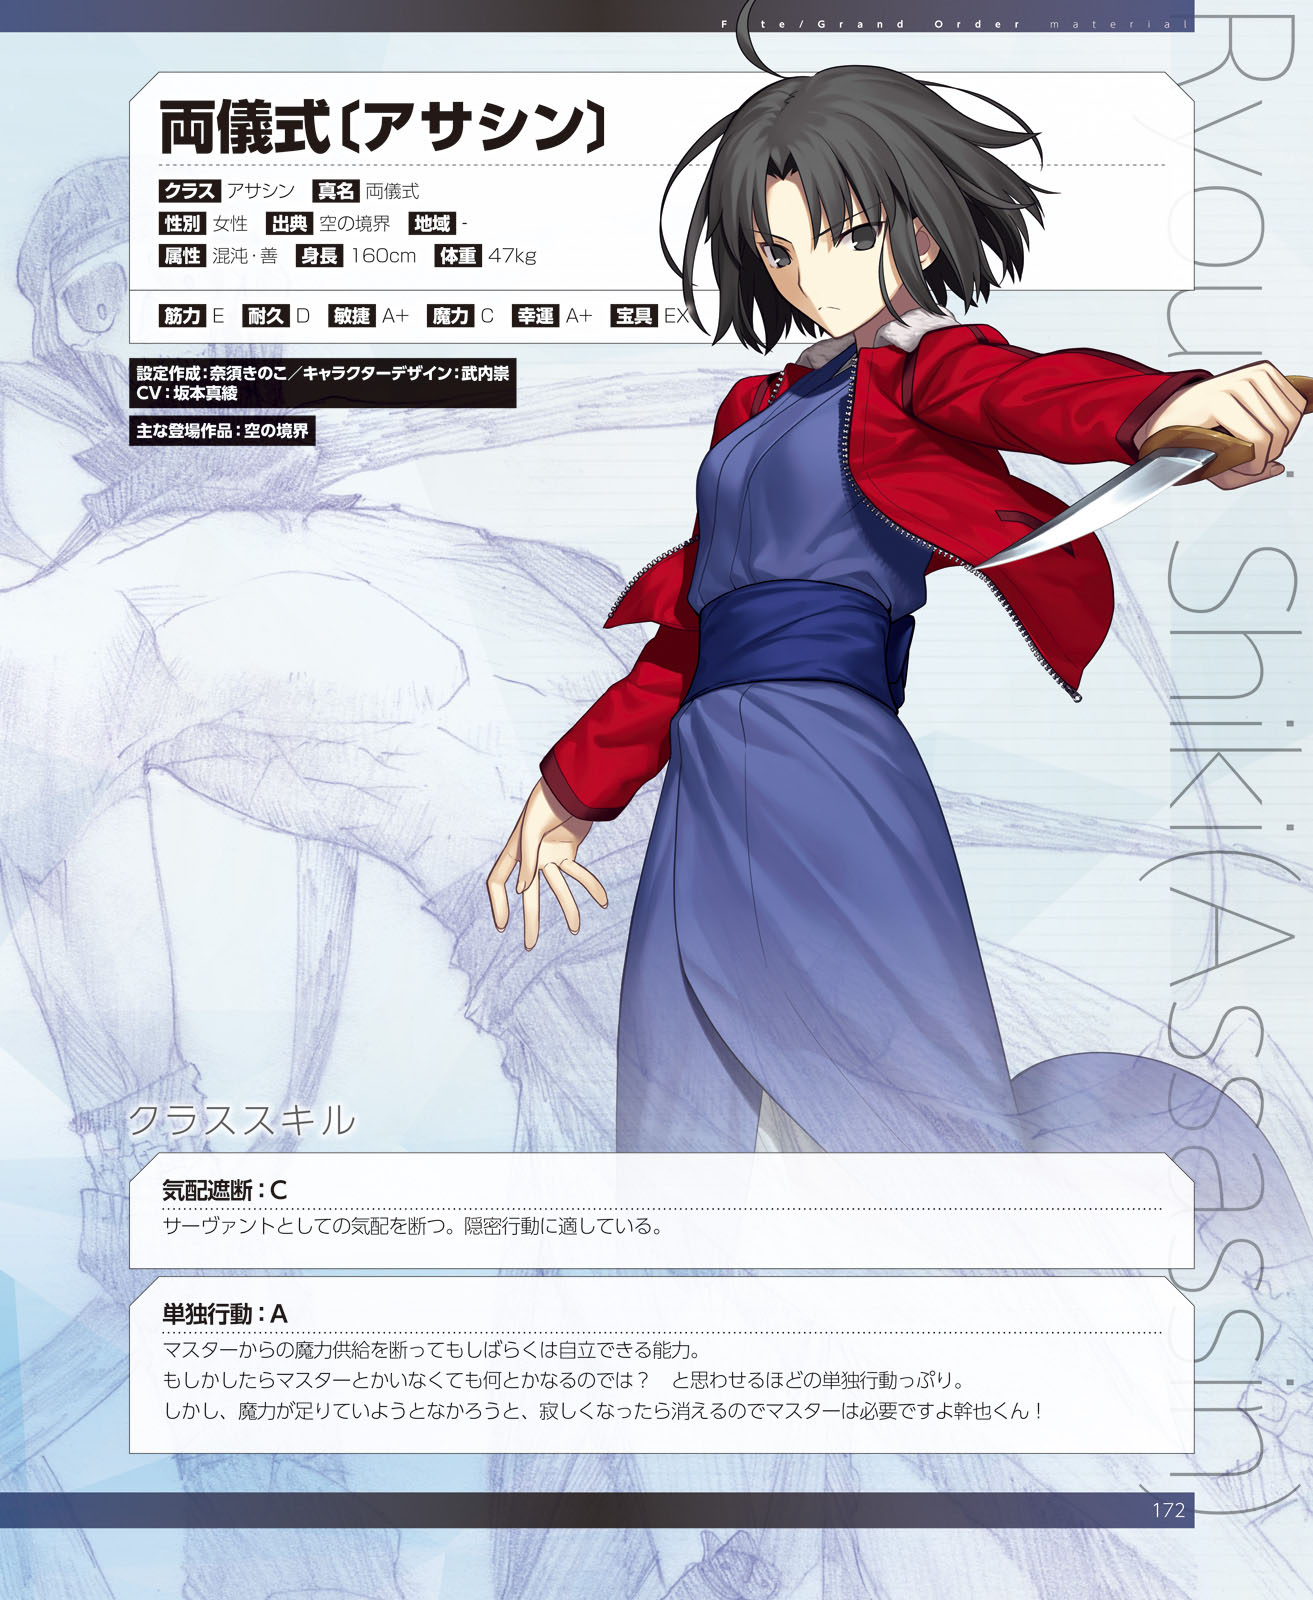 Fate/Grand Order material
両儀式〔アサシン〕
クラス アサシン 真名 両儀式
性別 女性 出典 空の境界 地域 -
属性 混沌・善 身長 160cm 体重 47kg
筋力 E 耐久 D 敏捷 A+ 魔力 C 幸運 A+ 宝具 EX
設定作成：奈須きのこ／キャラクターデザイン：武内崇
CV：坂本真綾
主な登場作品：空の境界
Ryougi Shiki(Assassin)
クラススキル
気配遮断：C
サーヴァントとしての気配を断つ。隠密行動に適している。
単独行動：A
マスターからの魔力供給を断ってもしばらくは自立できる能力。
もしかしたらマスターとかいなくても何とかなるのでは？　と思わせるほどの単独行動っぷり。
しかし、魔力が足りていようとなかろうと、寂しくなったら消えるのでマスターは必要ですよ幹也くん！
172